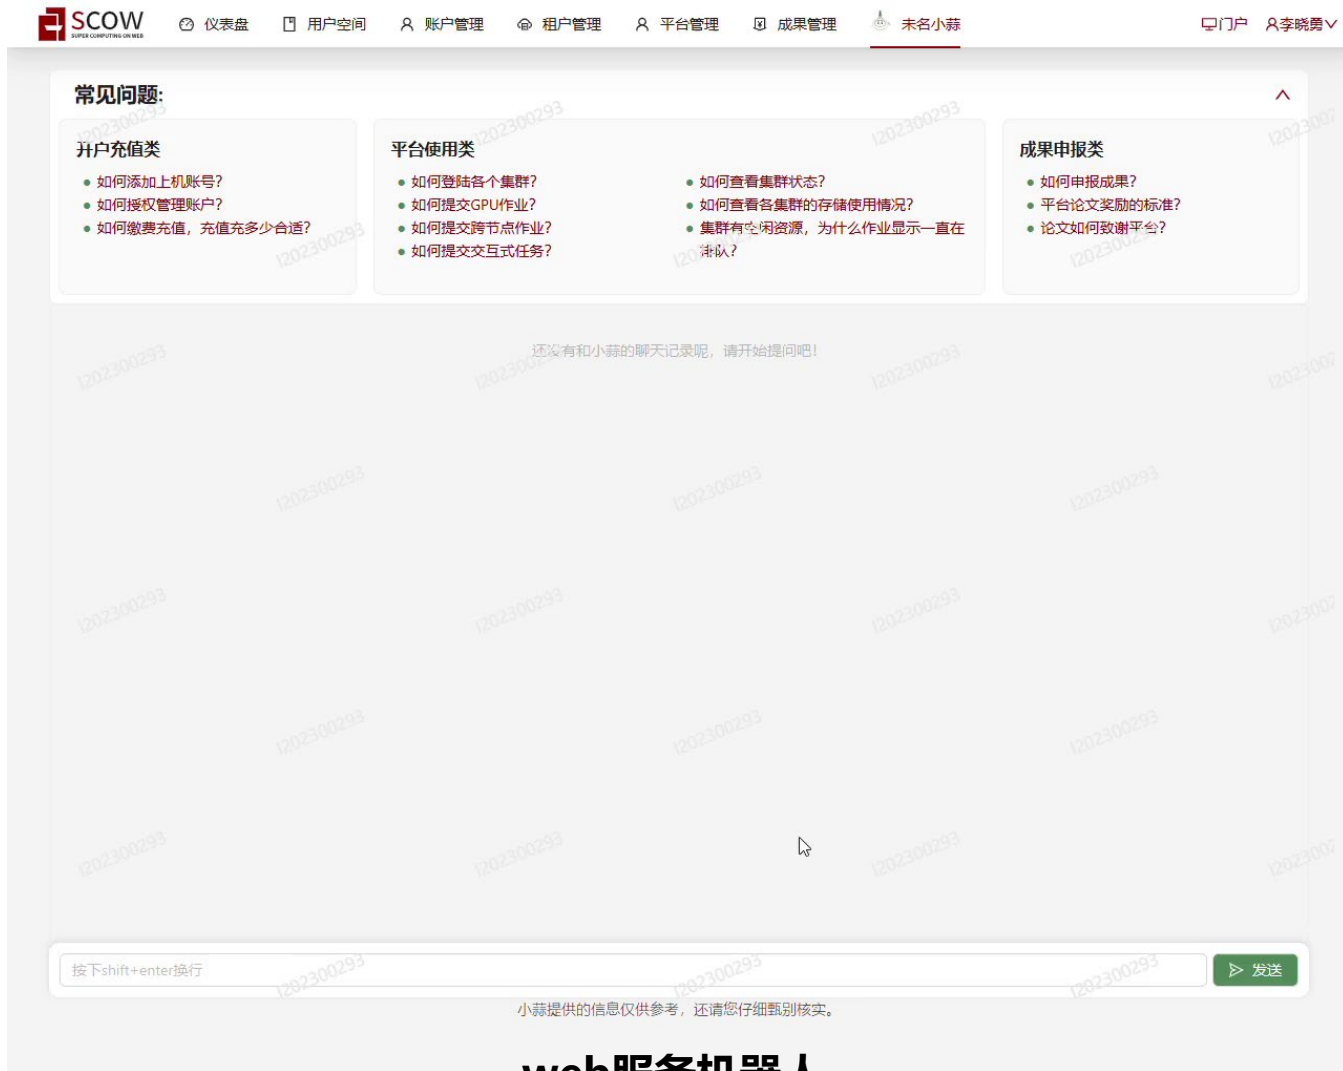 SCOW
SUPER COMPUTING ON WEB
仪表盘
用户空间
账户管理
租户管理
平台管理
成果管理
未名小蒜
门户
李晓勇
常见问题:
开户充值类
如何添加上机账号？
如何授权管理账户？
如何缴费充值，充值充多少合适？
平台使用类
如何登陆各个集群？
如何提交GPU作业？
如何提交跨节点作业？
如何提交交互式任务？
如何查看集群状态？
如何查看各集群的存储使用情况？
集群有空闲资源，为什么作业显示一直在
排队？
成果申报类
如何申报成果？
平台论文奖励的标准？
论文如何致谢平台？
还没有和小蒜的聊天记录呢，请开始提问吧！
按下shift+enter换行
发送
小蒜提供的信息仅供参考，还请您仔细甄别核实。
web服务机器人
1202300293